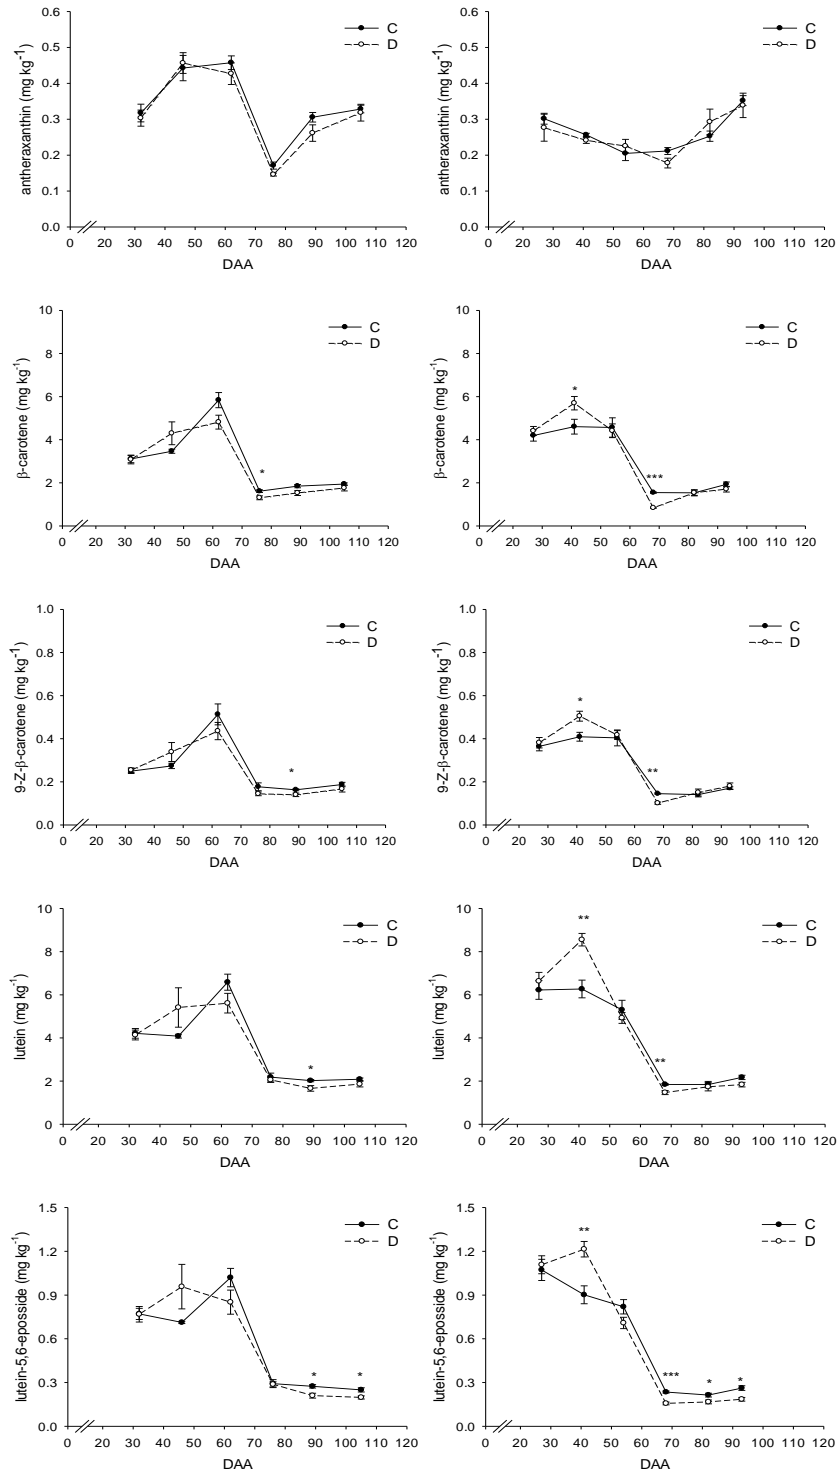 0.6
0.5
0.4
0.3
0.2
0.1
0.0
antheraxanthin (mg kg-1)
C
D
0 20 30 40 50 60 70 80 90 100 110 120
DAA
0.6
0.5
0.4
0.3
0.2
0.1
0.0
antheraxanthin (mg kg-1)
C
D
0 20 30 40 50 60 70 80 90 100 110 120
DAA
10
8
6
4
2
0
β-carotene (mg kg-1)
C
D
*
0 20 30 40 50 60 70 80 90 100 110 120
DAA
10
8
6
4
2
0
β-carotene (mg kg-1)
C
D
*
***
0 20 30 40 50 60 70 80 90 100 110 120
DAA
1.0
0.8
0.6
0.4
0.2
0.0
9-Z-β-carotene (mg kg-1)
C
D
*
0 20 30 40 50 60 70 80 90 100 110 120
DAA
1.0
0.8
0.6
0.4
0.2
0.0
9-Z-β-carotene (mg kg-1)
C
D
*
**
0 20 30 40 50 60 70 80 90 100 110 120
DAA
10
8
6
4
2
0
lutein (mg kg-1)
C
D
*
0 20 30 40 50 60 70 80 90 100 110 120
DAA
10
8
6
4
2
0
lutein (mg kg-1)
C
D
**
**
0 20 30 40 50 60 70 80 90 100 110 120
DAA
1.5
1.2
0.9
0.6
0.3
0.0
lutein-5,6-eposside (mg kg-1)
C
D
* *
0 20 30 40 50 60 70 80 90 100 110 120
DAA
1.5
1.2
0.9
0.6
0.3
0.0
lutein-5,6-eposside (mg kg-1)
C
D
**
*** * *
0 20 30 40 50 60 70 80 90 100 110 120
DAA